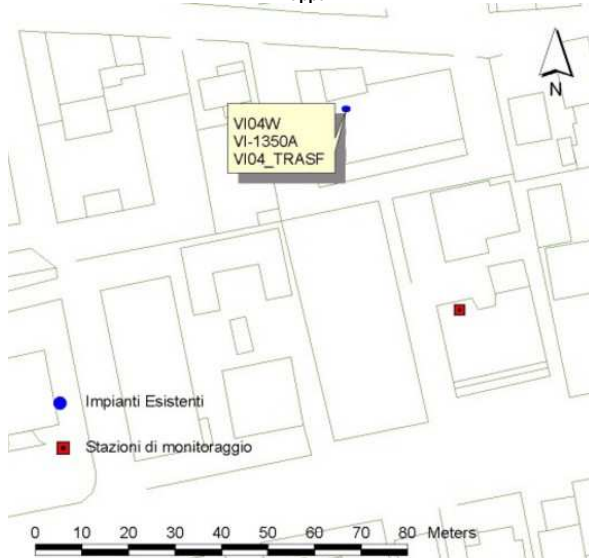 N
VI04W
VI-1350A
VI04_TRASF
Impianti Esistenti
Stazioni di monitoraggio
0 10 20 30 40 50 60 70 80 Meters